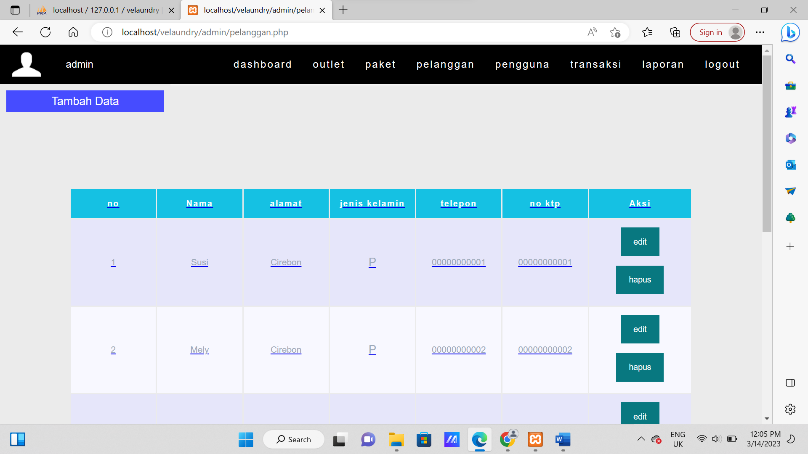 localhost / 127.0.0.1 / velaundry
localhost/velaundry/admin/pelan
localhost/velaundry/admin/pelanggan.php
Sign in
admin
dashboard outlet paket pelanggan pengguna transaksi laporan logout
Tambah Data
no Nama alamat jenis kelamin telepon no ktp Aksi
1 Susi Cirebon P 00000000001 00000000001 edit
hapus
2 Mely Cirebon P 00000000002 00000000002 edit
hapus
edit
Search
ENG
UK
12:05 PM
3/14/2023